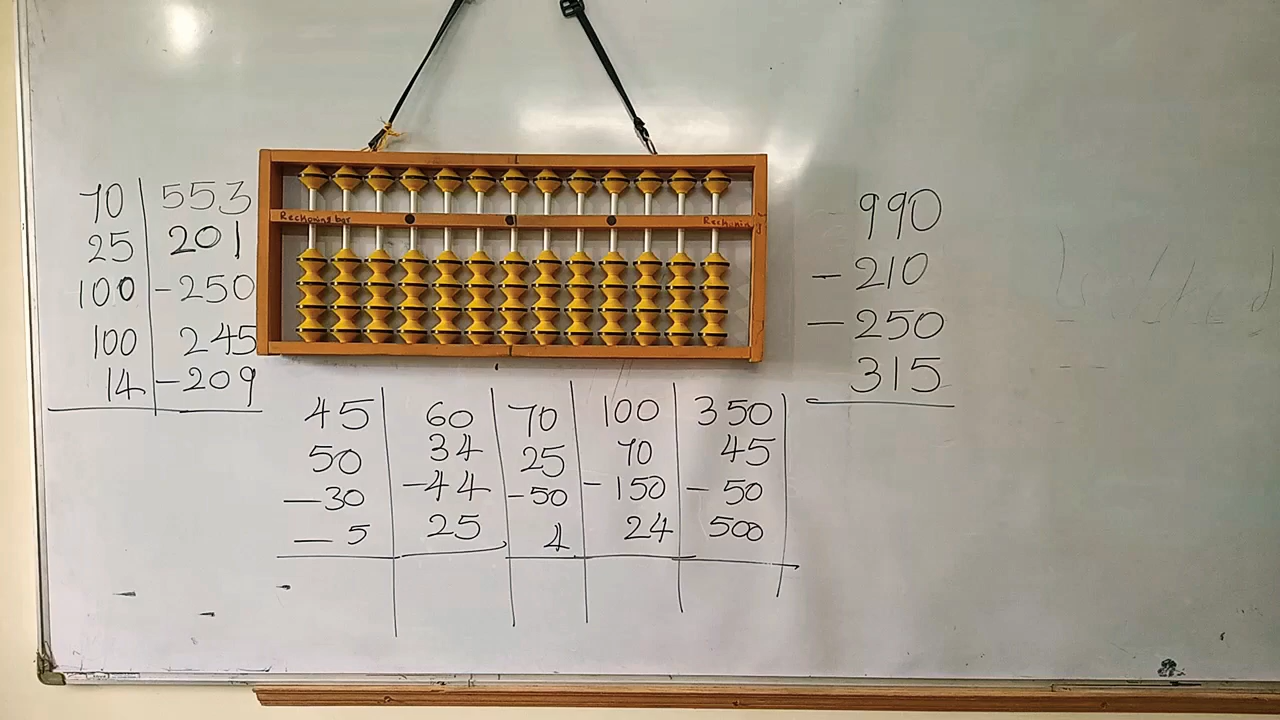 70 553
25 201
100 -250
100 245
14 -209
Reckoning bar
990
-210
-250
315
45 60 70 100 350
50 34 25 70 45
-30 -44 -50 -150 -50
-5 25 4 24 500